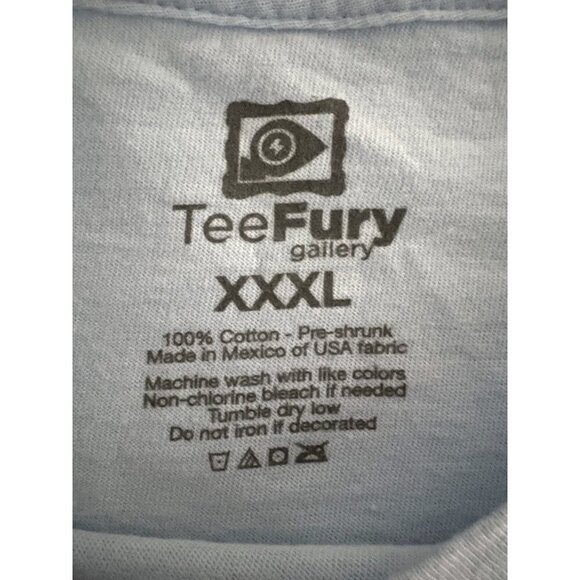 TeeFury
gallery
XXXL
100% Cotton - Pre-shrunk
Made in Mexico of USA fabric
Machine wash with like colors
Non-chlorine bleach if needed
Tumble dry low
Do not iron if decorated